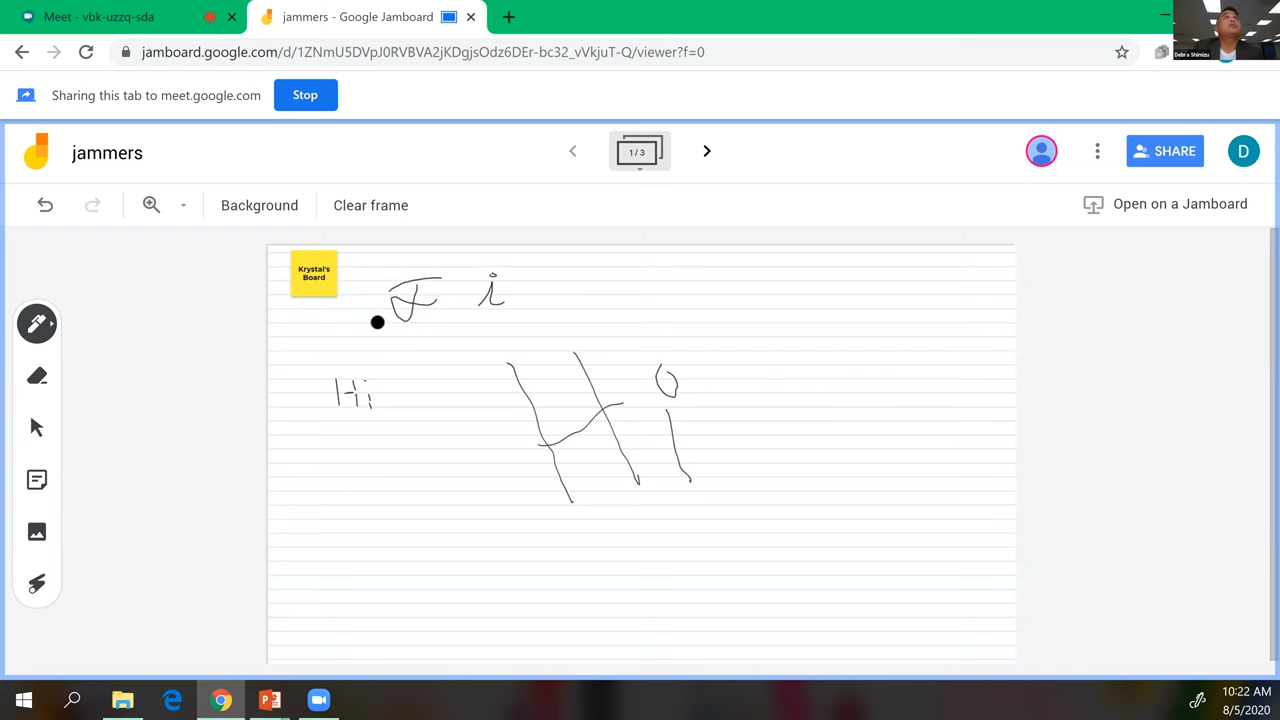 Meet - vbk-uzzq-sda
jammers - Google Jamboard
jamboard.google.com/d/1ZNmU5DVpJ0RVBVA2jKDgjsOdz6DEr-bc32_vVkjuT-Q/viewer?f=0
Debra Shimizu
Sharing this tab to meet.google.com
Stop
jammers
1 / 3
SHARE
D
Background
Clear frame
Open on a Jamboard
Krystal's
Board
i
Hi
Hi
10:22 AM
8/5/2020